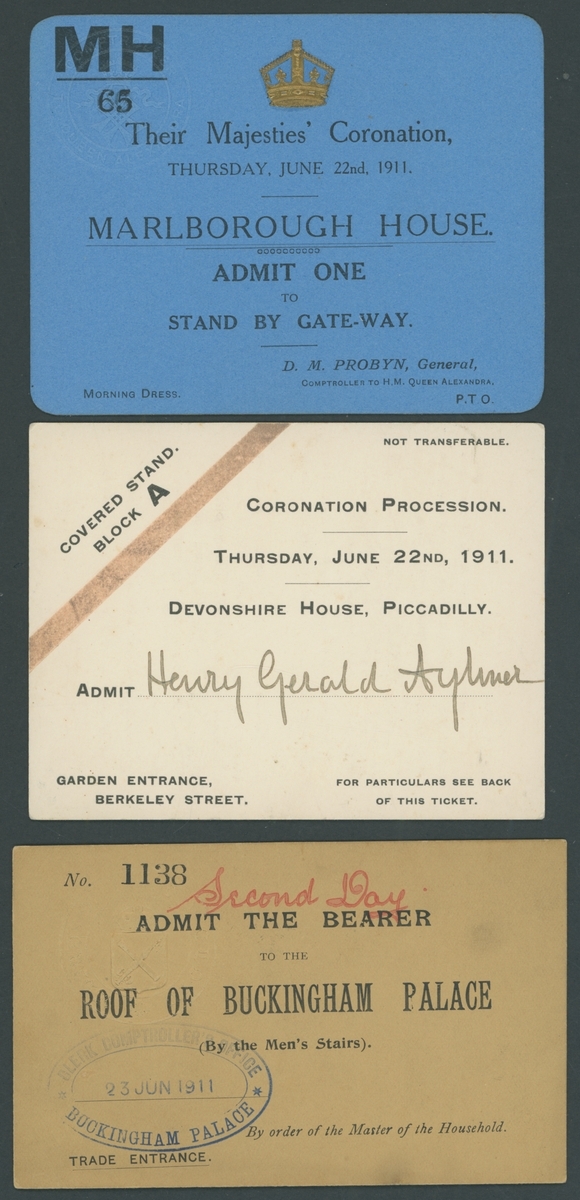 MH
65
Their Majesties' Coronation,
THURSDAY, JUNE 22nd, 1911.
MARLBOROUGH HOUSE.
ADMIT ONE
TO
STAND BY GATE-WAY.
D. M. PROBYN, General,
COMPTROLLER TO H.M. QUEEN ALEXANDRA,
MORNING DRESS.
P.T O.
NOT TRANSFERABLE.
COVERED STAND.
BLOCK A
CORONATION PROCESSION.
THURSDAY, JUNE 22ND, 1911.
DEVONSHIRE HOUSE, PICCADILLY.
ADMIT Henry Gerald Aylmer
GARDEN ENTRANCE,
BERKELEY STREET.
FOR PARTICULARS SEE BACK
OF THIS TICKET.
No. 1138
Second Day.
ADMIT THE BEARER
TO THE
ROOF OF BUCKINGHAM PALACE
(By the Men's Stairs).
CLERK COMPTROLLER'S OFFICE
23 JUN 1911
BUCKINGHAM PALACE
By order of the Master of the Household.
TRADE ENTRANCE.